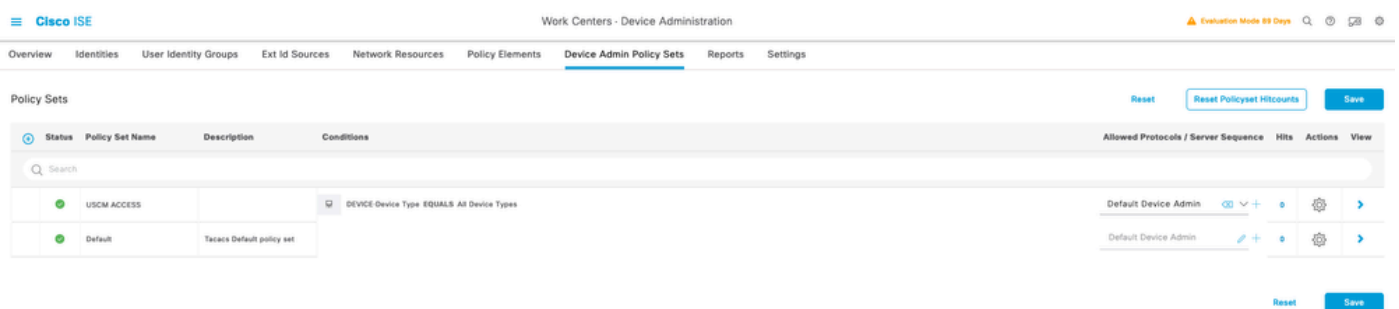 Cisco ISE
Work Centers · Device Administration
Evaluation Mode 89 Days
Overview Identities User Identity Groups Ext Id Sources Network Resources Policy Elements Device Admin Policy Sets Reports Settings
Policy Sets
Reset Reset Policyset Hitcounts Save
Status Policy Set Name Description Conditions Allowed Protocols / Server Sequence Hits Actions View
Search
USCM ACCESS DEVICE·Device Type EQUALS All Device Types Default Device Admin 0
Default Tacacs Default policy set Default Device Admin 0
Reset Save